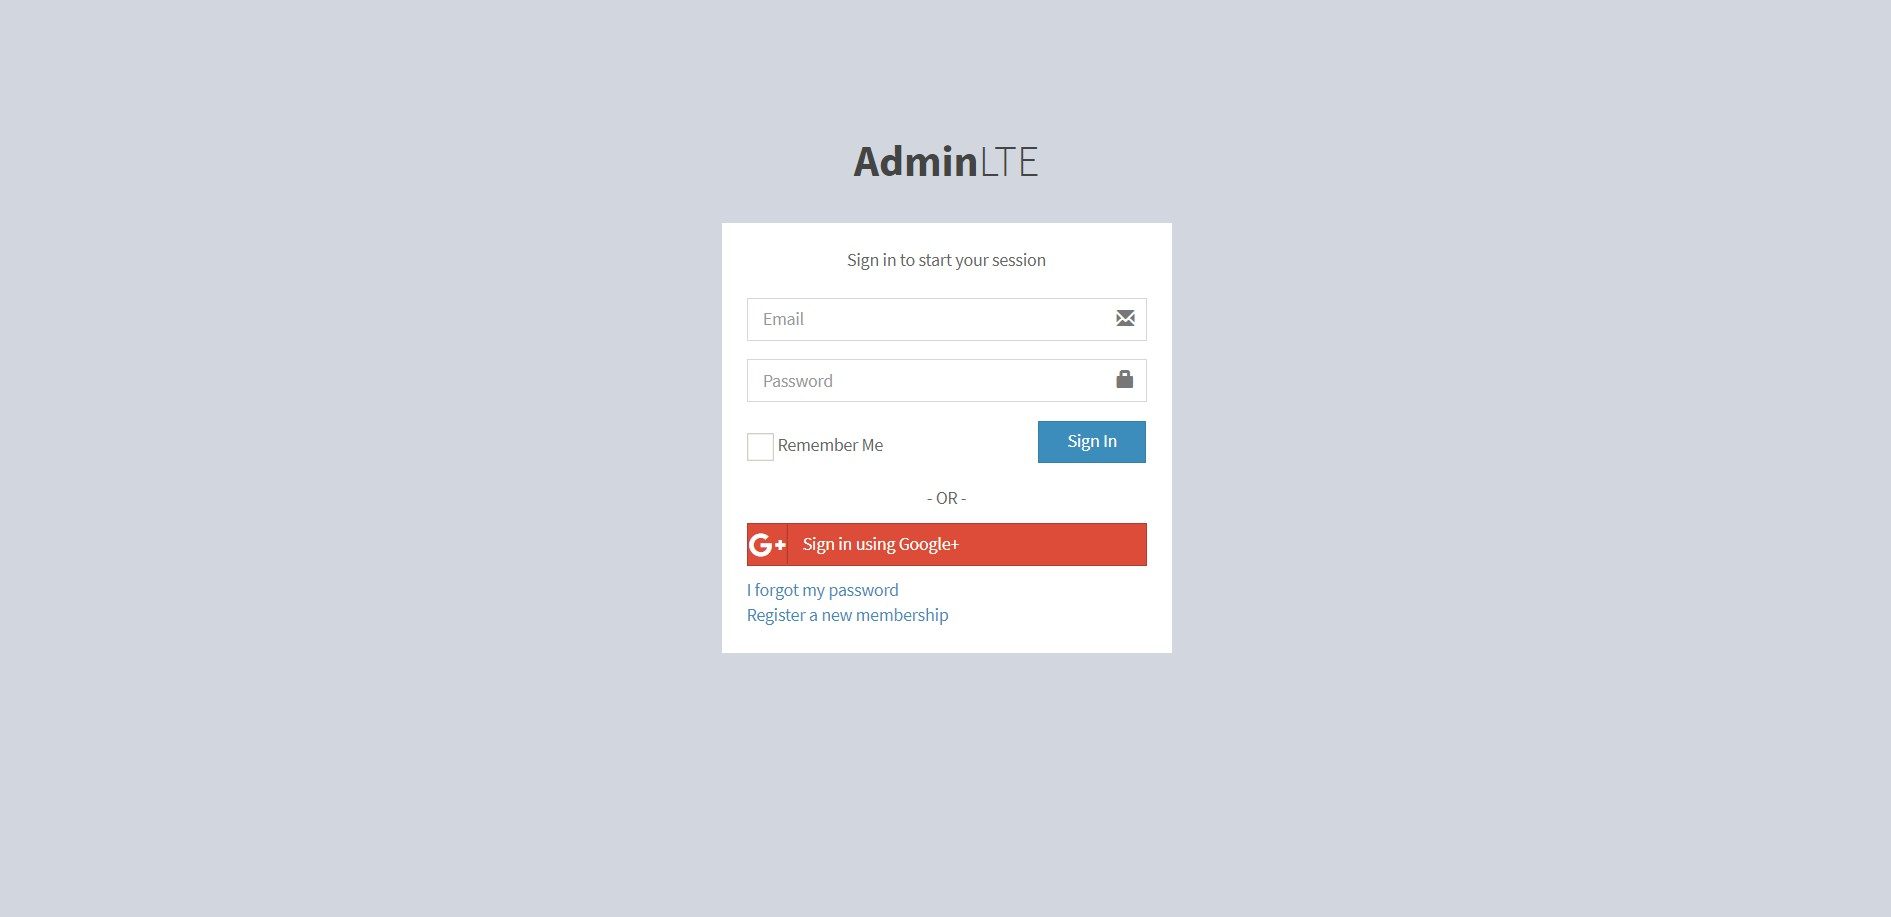 AdminLTE
Sign in to start your session
Email
Password
Remember Me
Sign In
- OR -
G+ Sign in using Google+
I forgot my password
Register a new membership